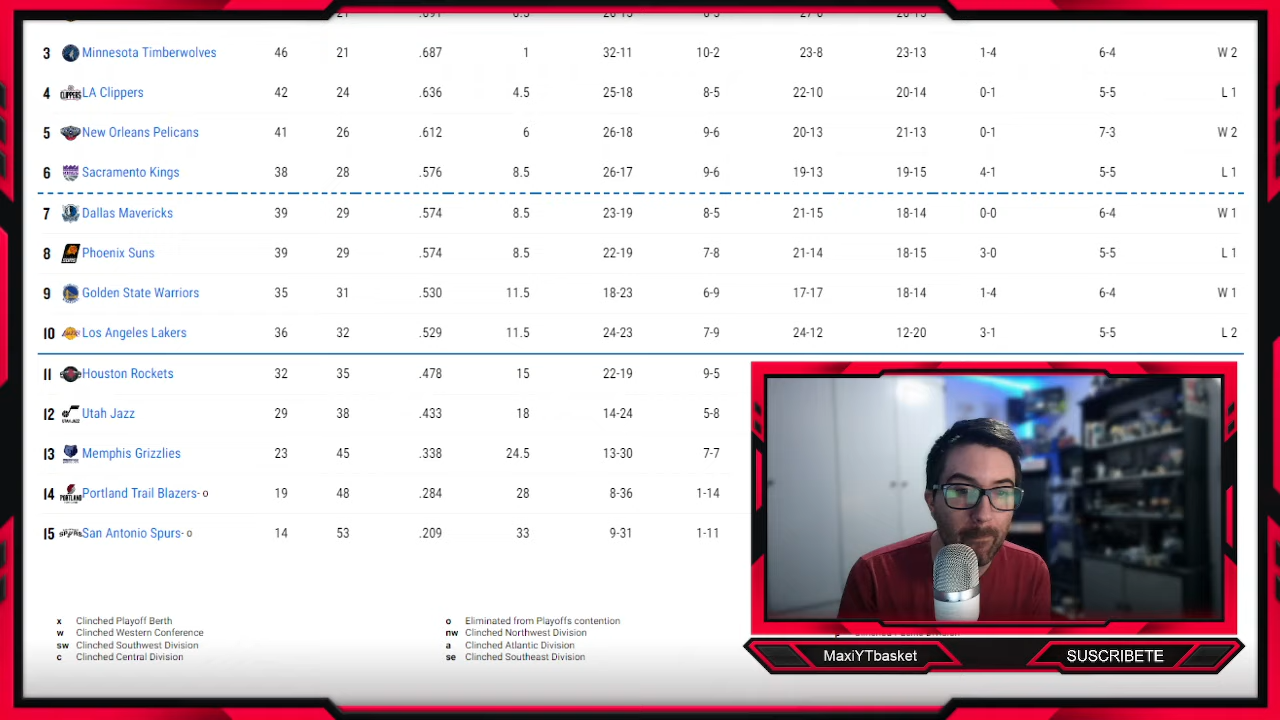 3 Minnesota Timberwolves 46 21 .687 1 32-11 10-2 23-8 23-13 1-4 6-4 W 2
4 LA Clippers 42 24 .636 4.5 25-18 8-5 22-10 20-14 0-1 5-5 L 1
5 New Orleans Pelicans 41 26 .612 6 26-18 9-6 20-13 21-13 0-1 7-3 W 2
6 Sacramento Kings 38 28 .576 8.5 26-17 9-6 19-13 19-15 4-1 5-5 L 1
7 Dallas Mavericks 39 29 .574 8.5 23-19 8-5 21-15 18-14 0-0 6-4 W 1
8 Phoenix Suns 39 29 .574 8.5 22-19 7-8 21-14 18-15 3-0 5-5 L 1
9 Golden State Warriors 35 31 .530 11.5 18-23 6-9 17-17 18-14 1-4 6-4 W 1
10 Los Angeles Lakers 36 32 .529 11.5 24-23 7-9 24-12 12-20 3-1 5-5 L 2
11 Houston Rockets 32 35 .478 15 22-19 9-5
12 Utah Jazz 29 38 .433 18 14-24 5-8
13 Memphis Grizzlies 23 45 .338 24.5 13-30 7-7
14 Portland Trail Blazers- o 19 48 .284 28 8-36 1-14
15 San Antonio Spurs- o 14 53 .209 33 9-31 1-11
x Clinched Playoff Berth o Eliminated from Playoffs contention
w Clinched Western Conference nw Clinched Northwest Division
sw Clinched Southwest Division a Clinched Atlantic Division
c Clinched Central Division se Clinched Southeast Division
MaxiYTbasket SUSCRIBETE